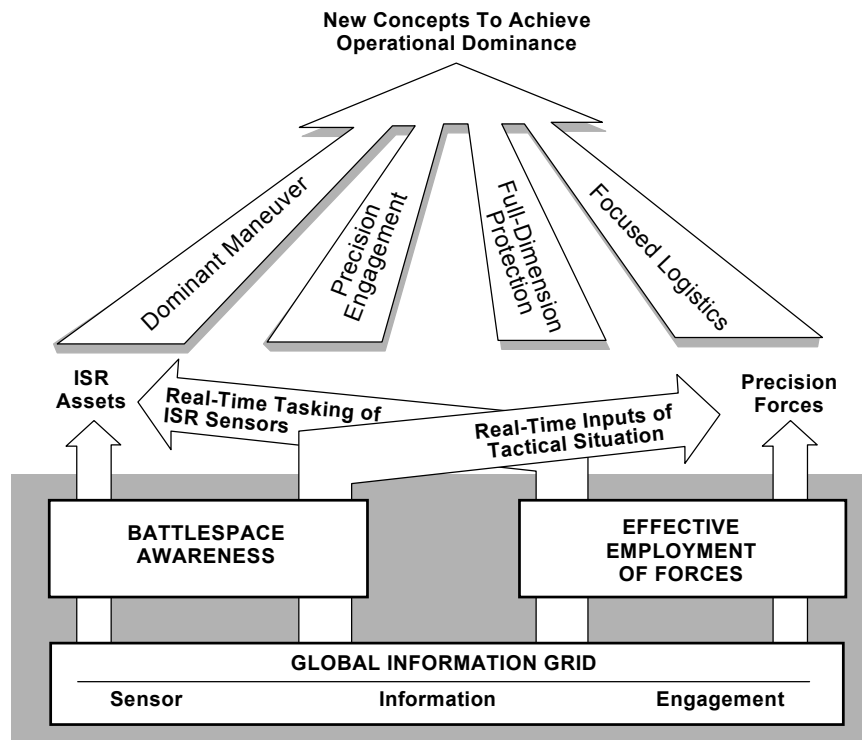 New Concepts To Achieve
Operational Dominance
Dominant Maneuver
Precision
Engagement
Full-Dimension
Protection
Focused Logistics
ISR
Assets
Real-Time Tasking of
ISR Sensors
Real-Time Inputs of
Tactical Situation
Precision
Forces
BATTLESPACE
AWARENESS
EFFECTIVE
EMPLOYMENT
OF FORCES
GLOBAL INFORMATION GRID
Sensor Information Engagement